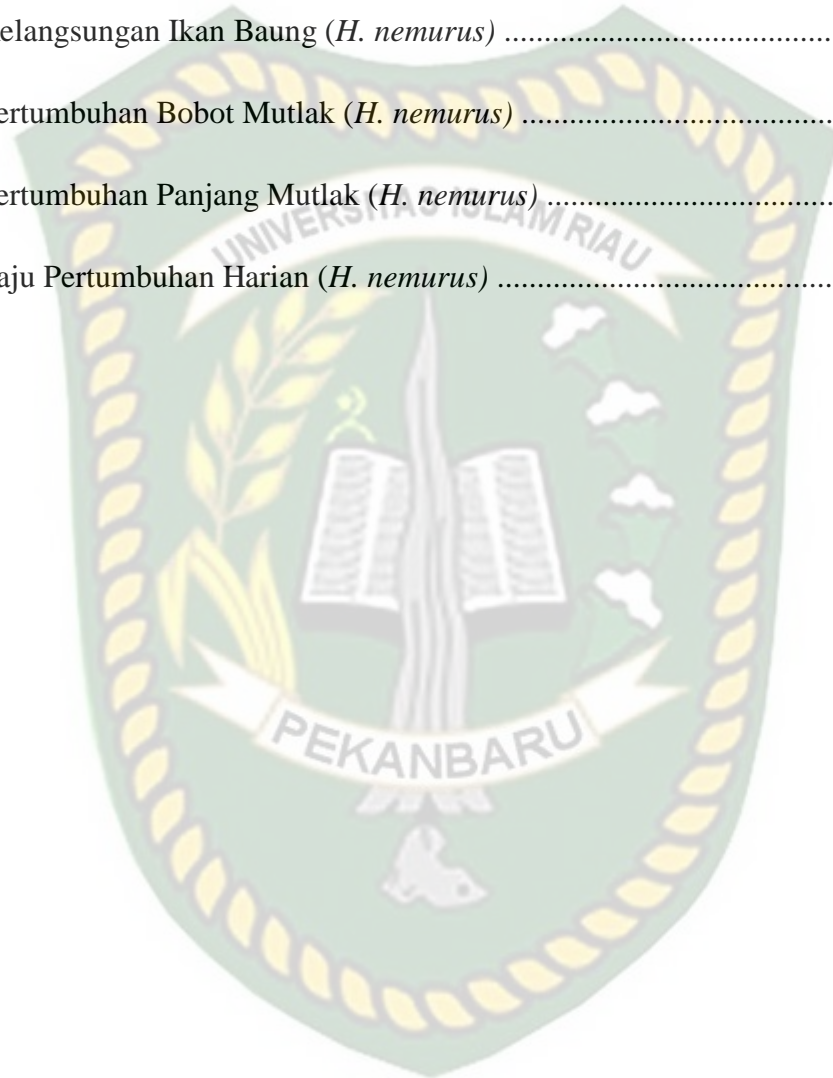 elangsungan Ikan Baung (H. nemurus) ........................................
ertumbuhan Bobot Mutlak (H. nemurus) ......................................
ertumbuhan Panjang Mutlak (H. nemurus) ...................................
UNIVERSITAS ISLAM RIAU
aju Pertumbuhan Harian (H. nemurus) .........................................
PEKANBARU